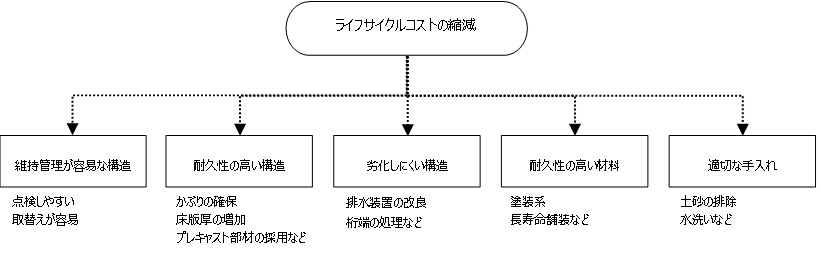 ライフサイクルコストの縮減
維持管理が容易な構造
点検しやすい
取替えが容易
耐久性の高い構造
かぶりの確保
床版厚の増加
プレキャスト部材の採用など
劣化しにくい構造
排水装置の改良
桁端の処理など
耐久性の高い材料
塗装系
長寿命舗装など
適切な手入れ
土砂の排除
水洗いなど